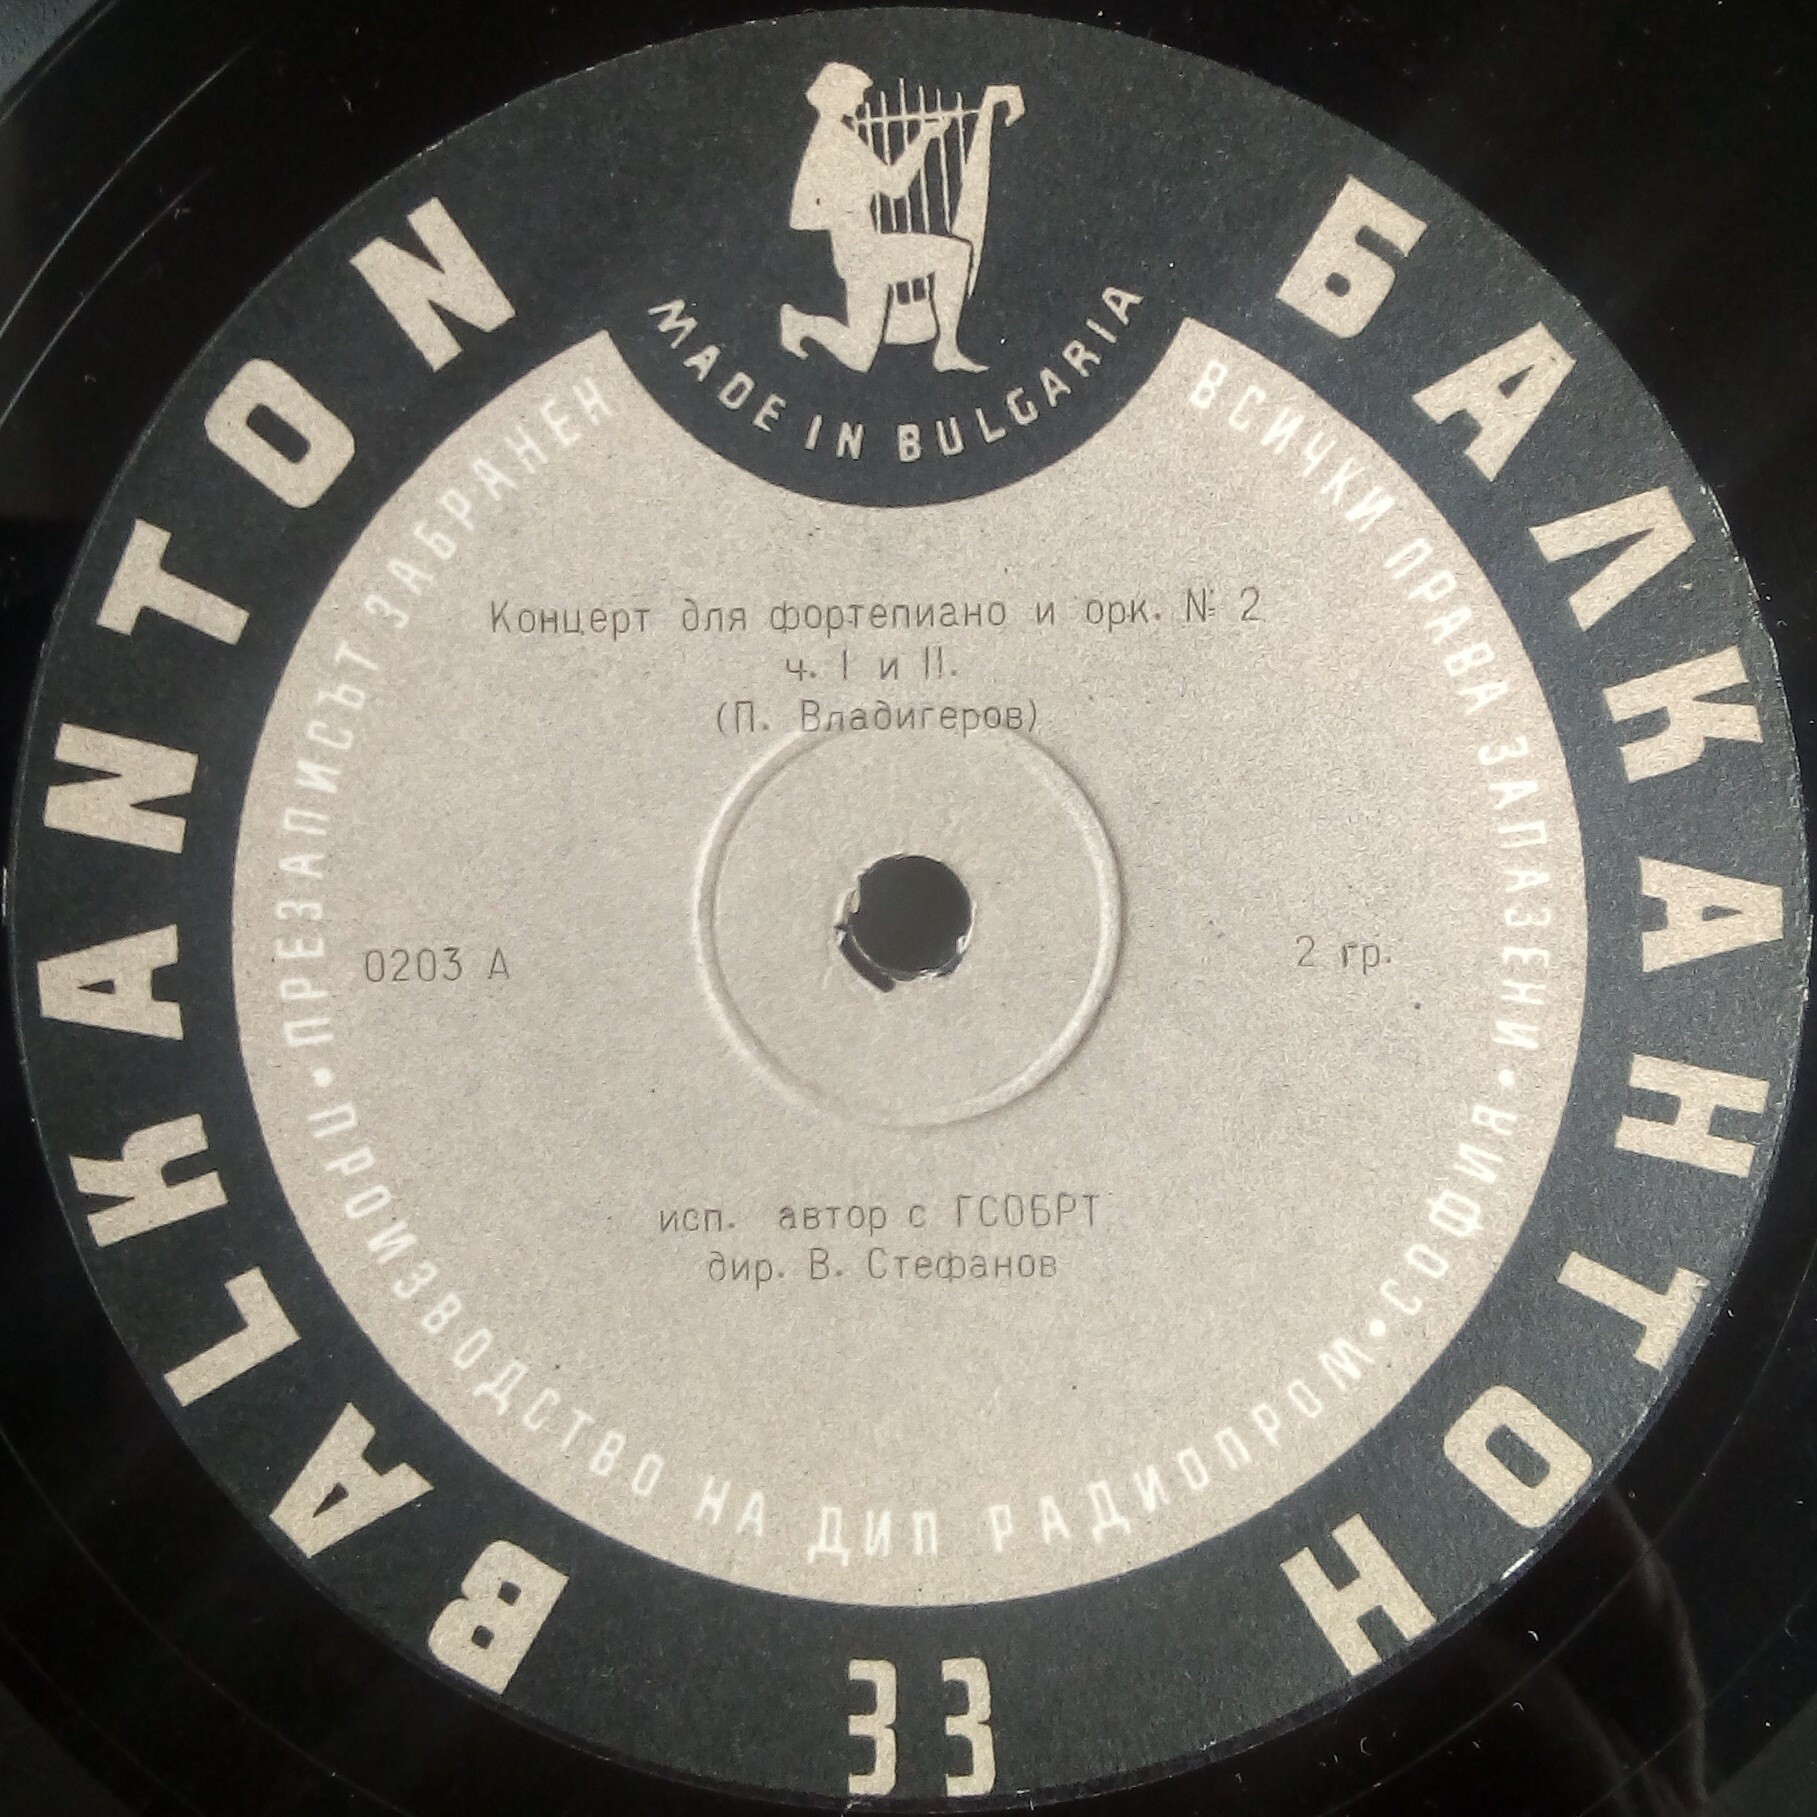 BALKANTON
БАЛКАНТОН
MADE IN BULGARIA
ВСИЧКИ ПРАВА ЗАПАЗЕНИ • СОФИЯ • ПРОИЗВОДСТВО НА ДИП РАДИОПРОМ • ПРЕЗАПИСЪТ ЗАБРАНЕН
Концерт для фортепиано и орк. № 2
ч. I и II.
(П. Владигеров)
0203 А
2 гр.
исп. автор с ГСОБРТ
дир. В. Стефанов
33